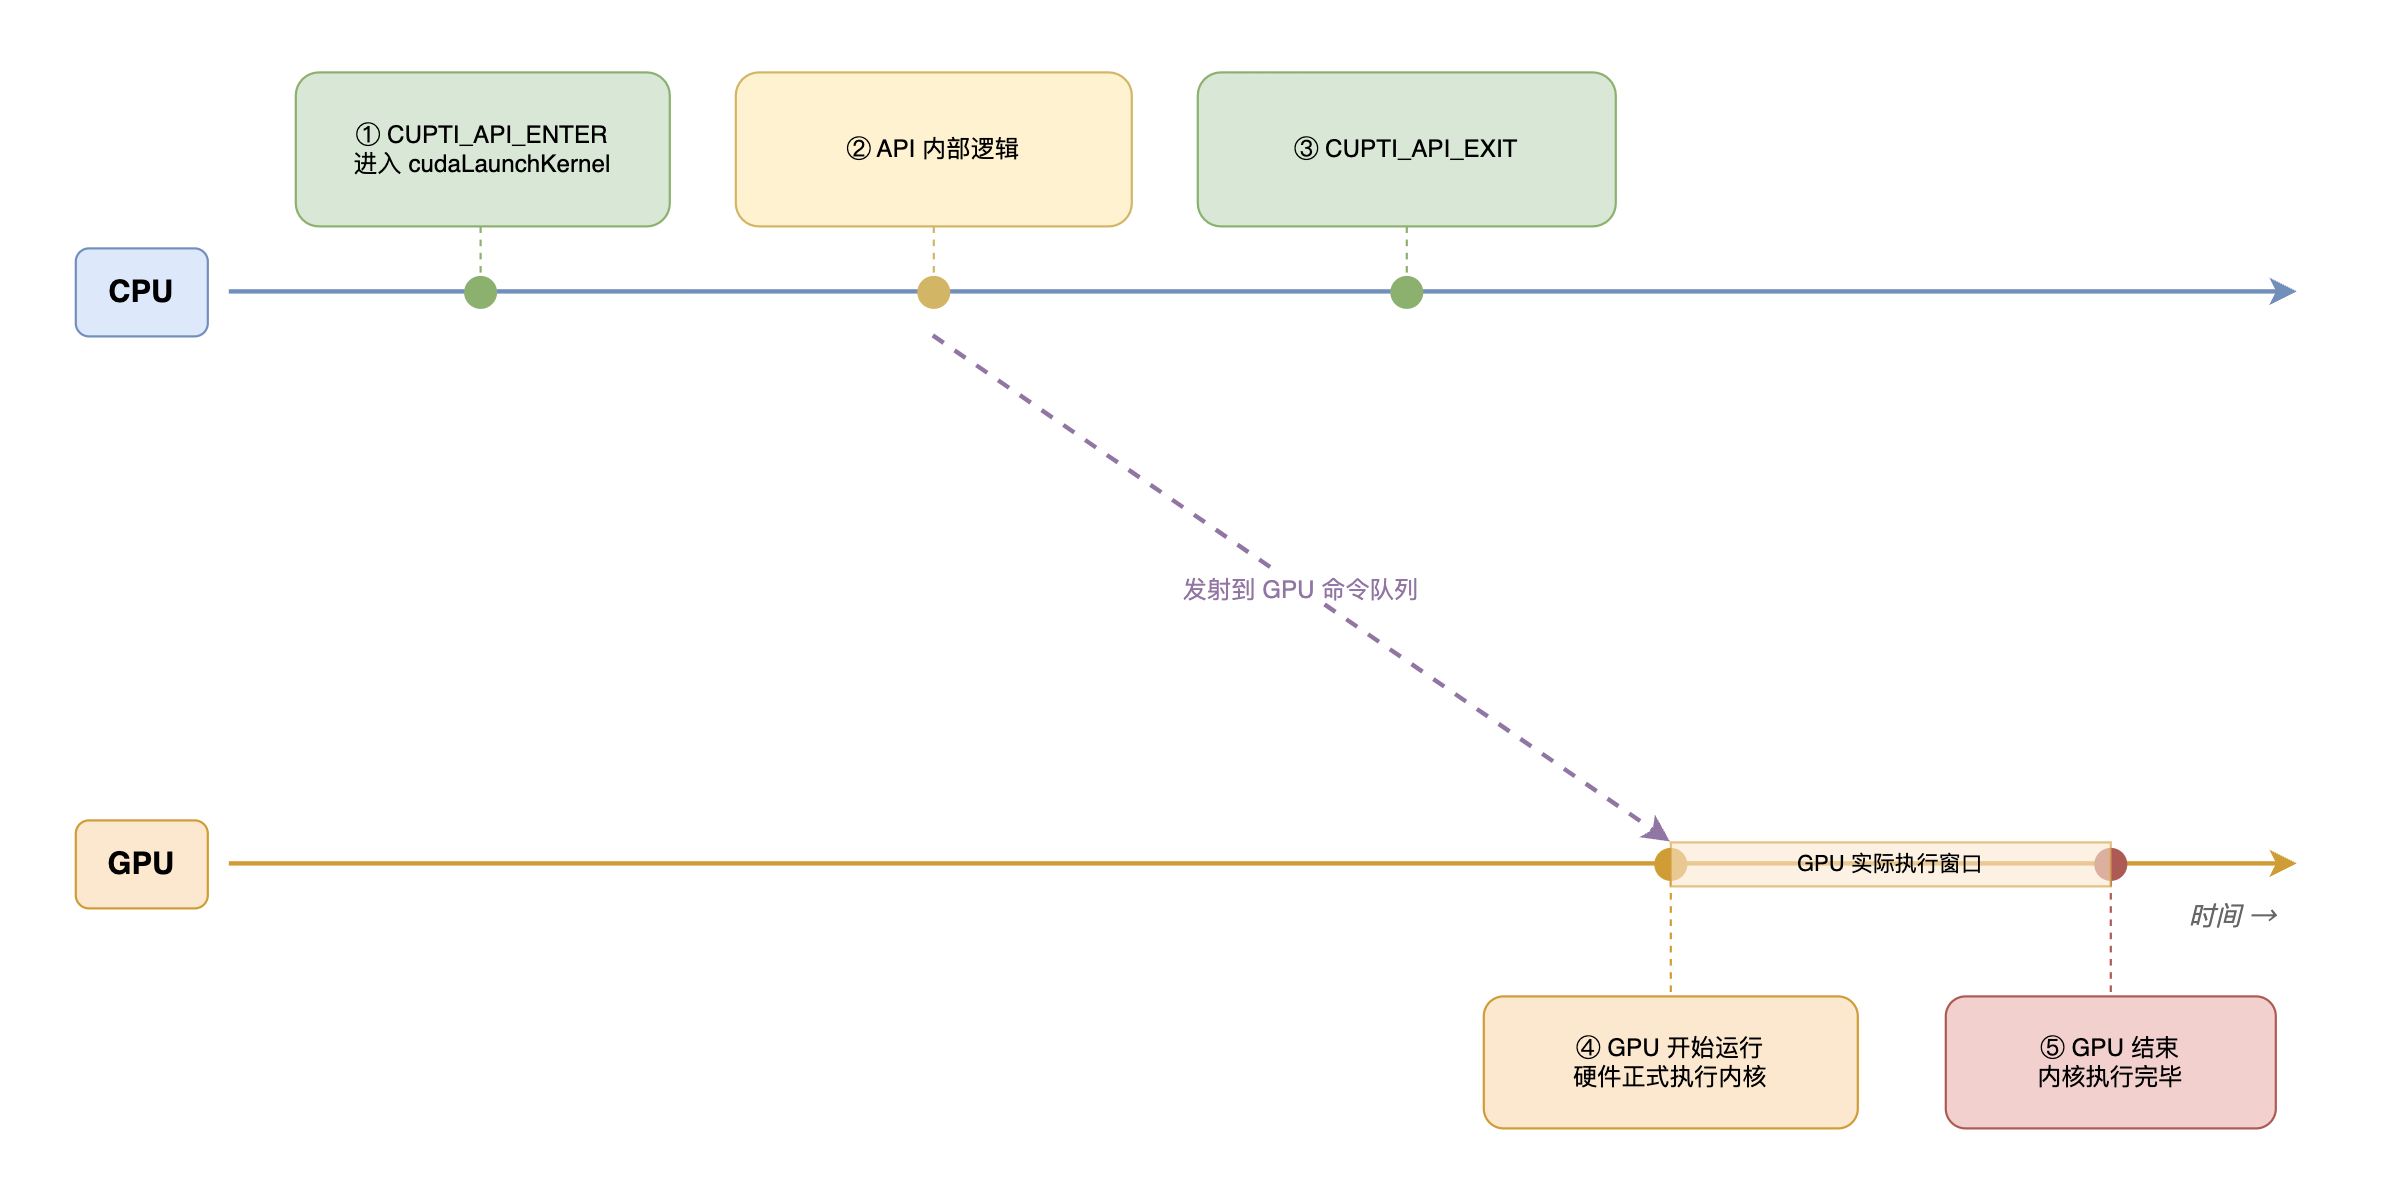 ① CUPTI_API_ENTER
进入 cudaLaunchKernel
② API 内部逻辑
③ CUPTI_API_EXIT
CPU
发射到 GPU 命令队列
GPU
GPU 实际执行窗口
时间 →
④ GPU 开始运行
硬件正式执行内核
⑤ GPU 结束
内核执行完毕